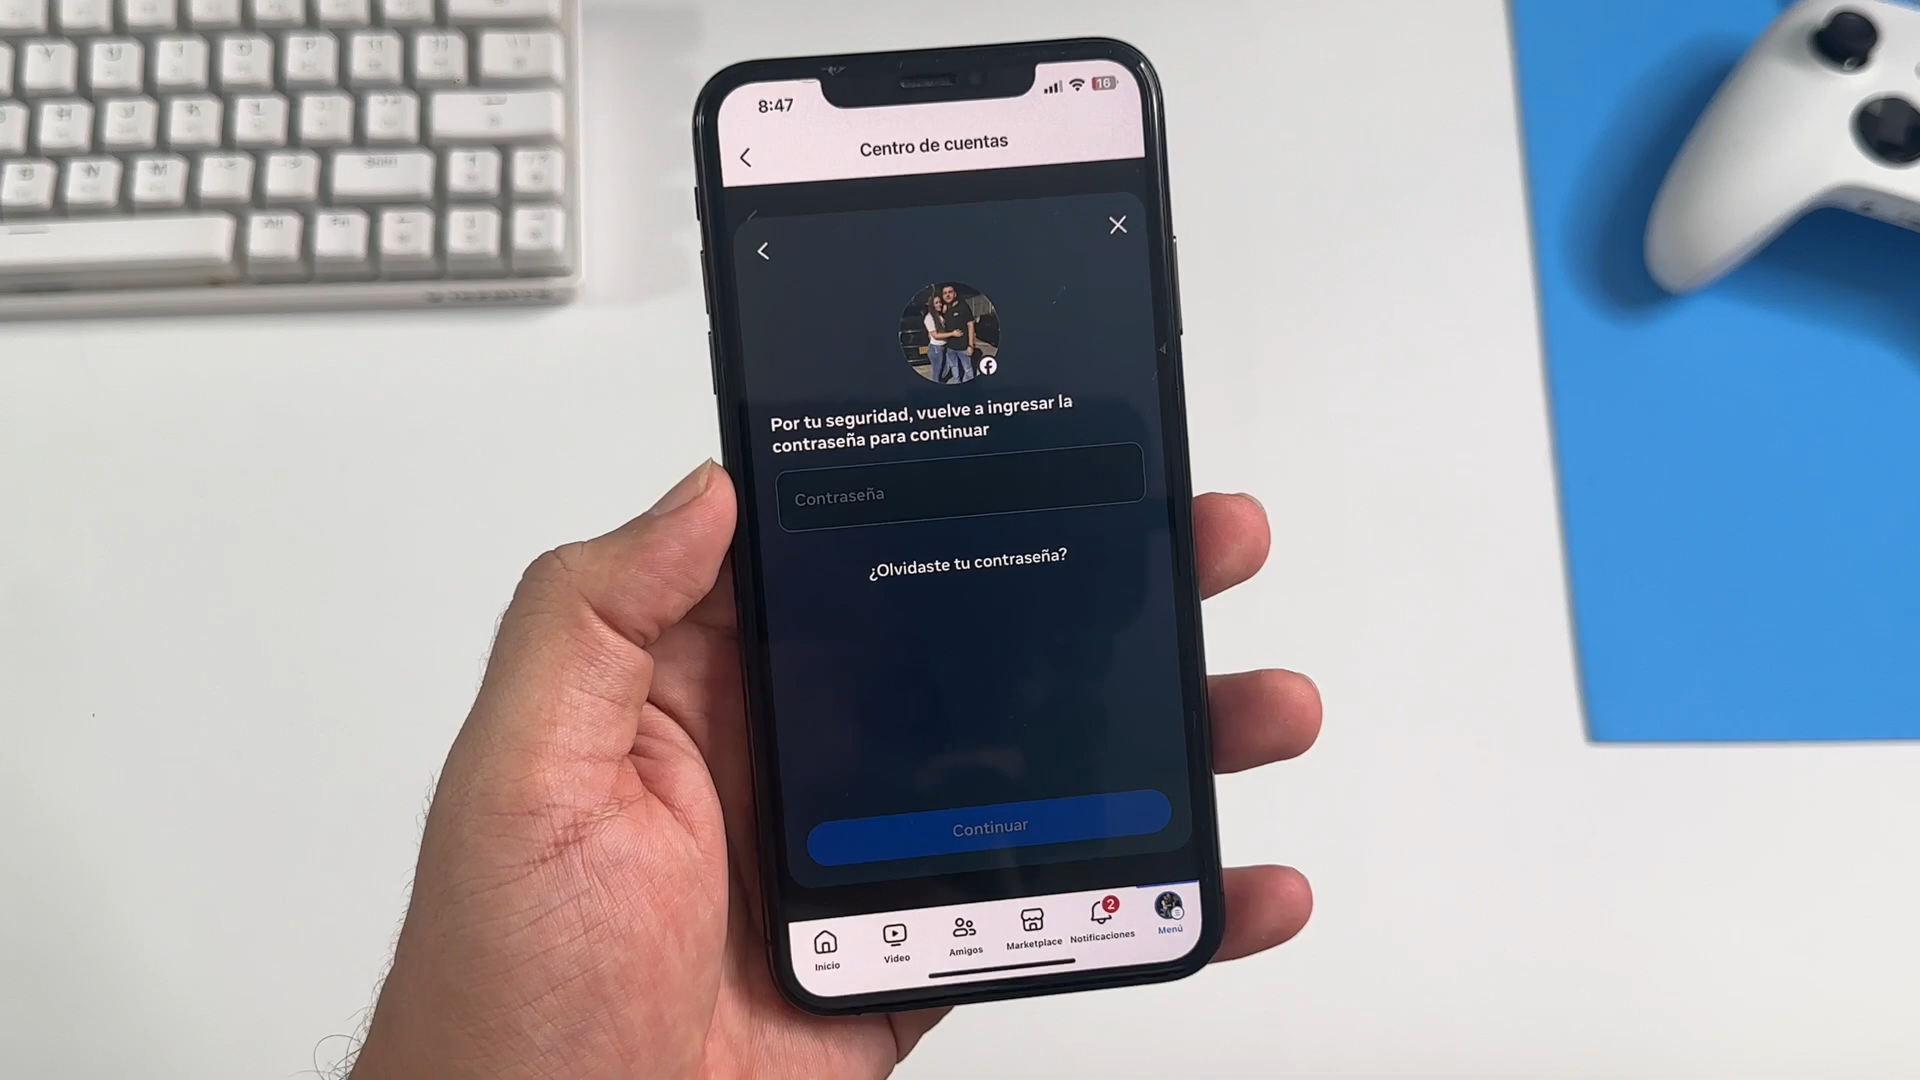 8:47
16
Centro de cuentas
Por tu seguridad, vuelve a ingresar la
contraseña para continuar
Contraseña
¿Olvidaste tu contraseña?
Continuar
2
Inicio
Video
Amigos
Marketplace
Notificaciones
Menú